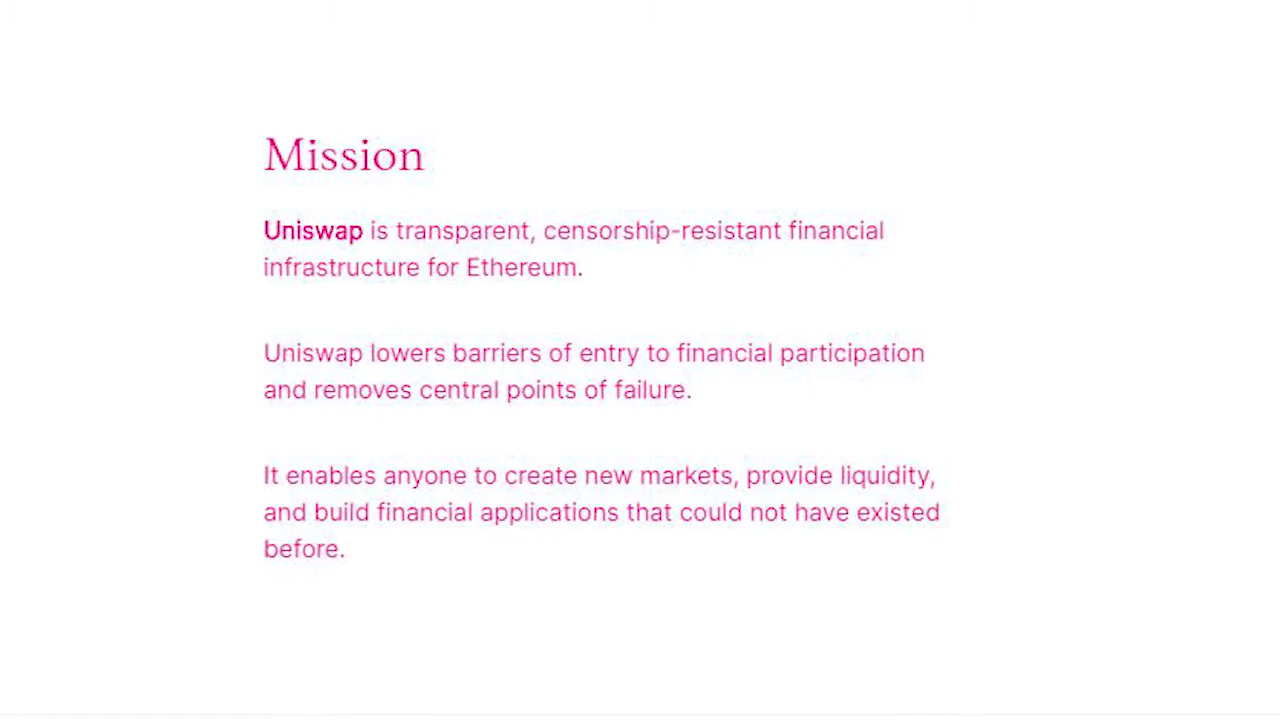 Mission
Uniswap is transparent, censorship-resistant financial
infrastructure for Ethereum.
Uniswap lowers barriers of entry to financial participation
and removes central points of failure.
It enables anyone to create new markets, provide liquidity,
and build financial applications that could not have existed
before.